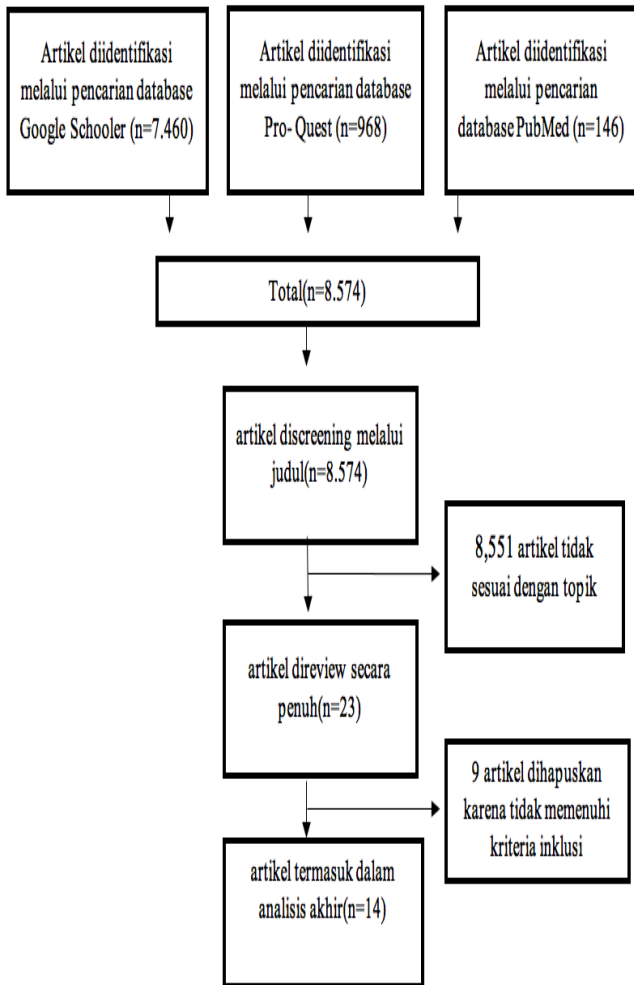 Artikel diidentifikasi
melalui pencarian database
Google Schooler (n=7.460)
Artikel diidentifikasi
melalui pencarian database
Pro- Quest (n=968)
Artikel diidentifikasi
melalui pencarian
database PubMed (n=146)
Total(n=8.574)
artikel discreening melalui
judul(n=8.574)
8,551 artikel tidak
sesuai dengan topik
artikel direview secara
penuh(n=23)
9 artikel dihapuskan
karena tidak memenuhi
kriteria inklusi
artikel termasuk dalam
analisis akhir(n=14)